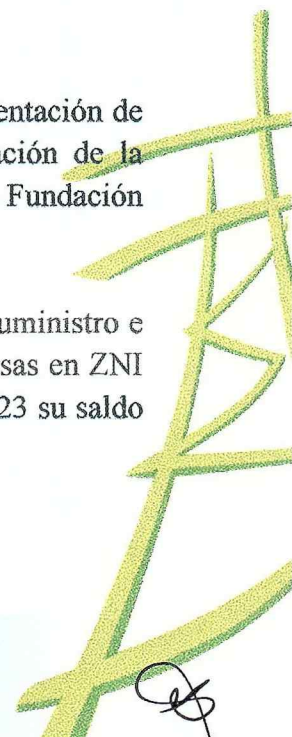 entación de
ación de la
Fundación
uministro e
sas en ZNI
23 su saldo